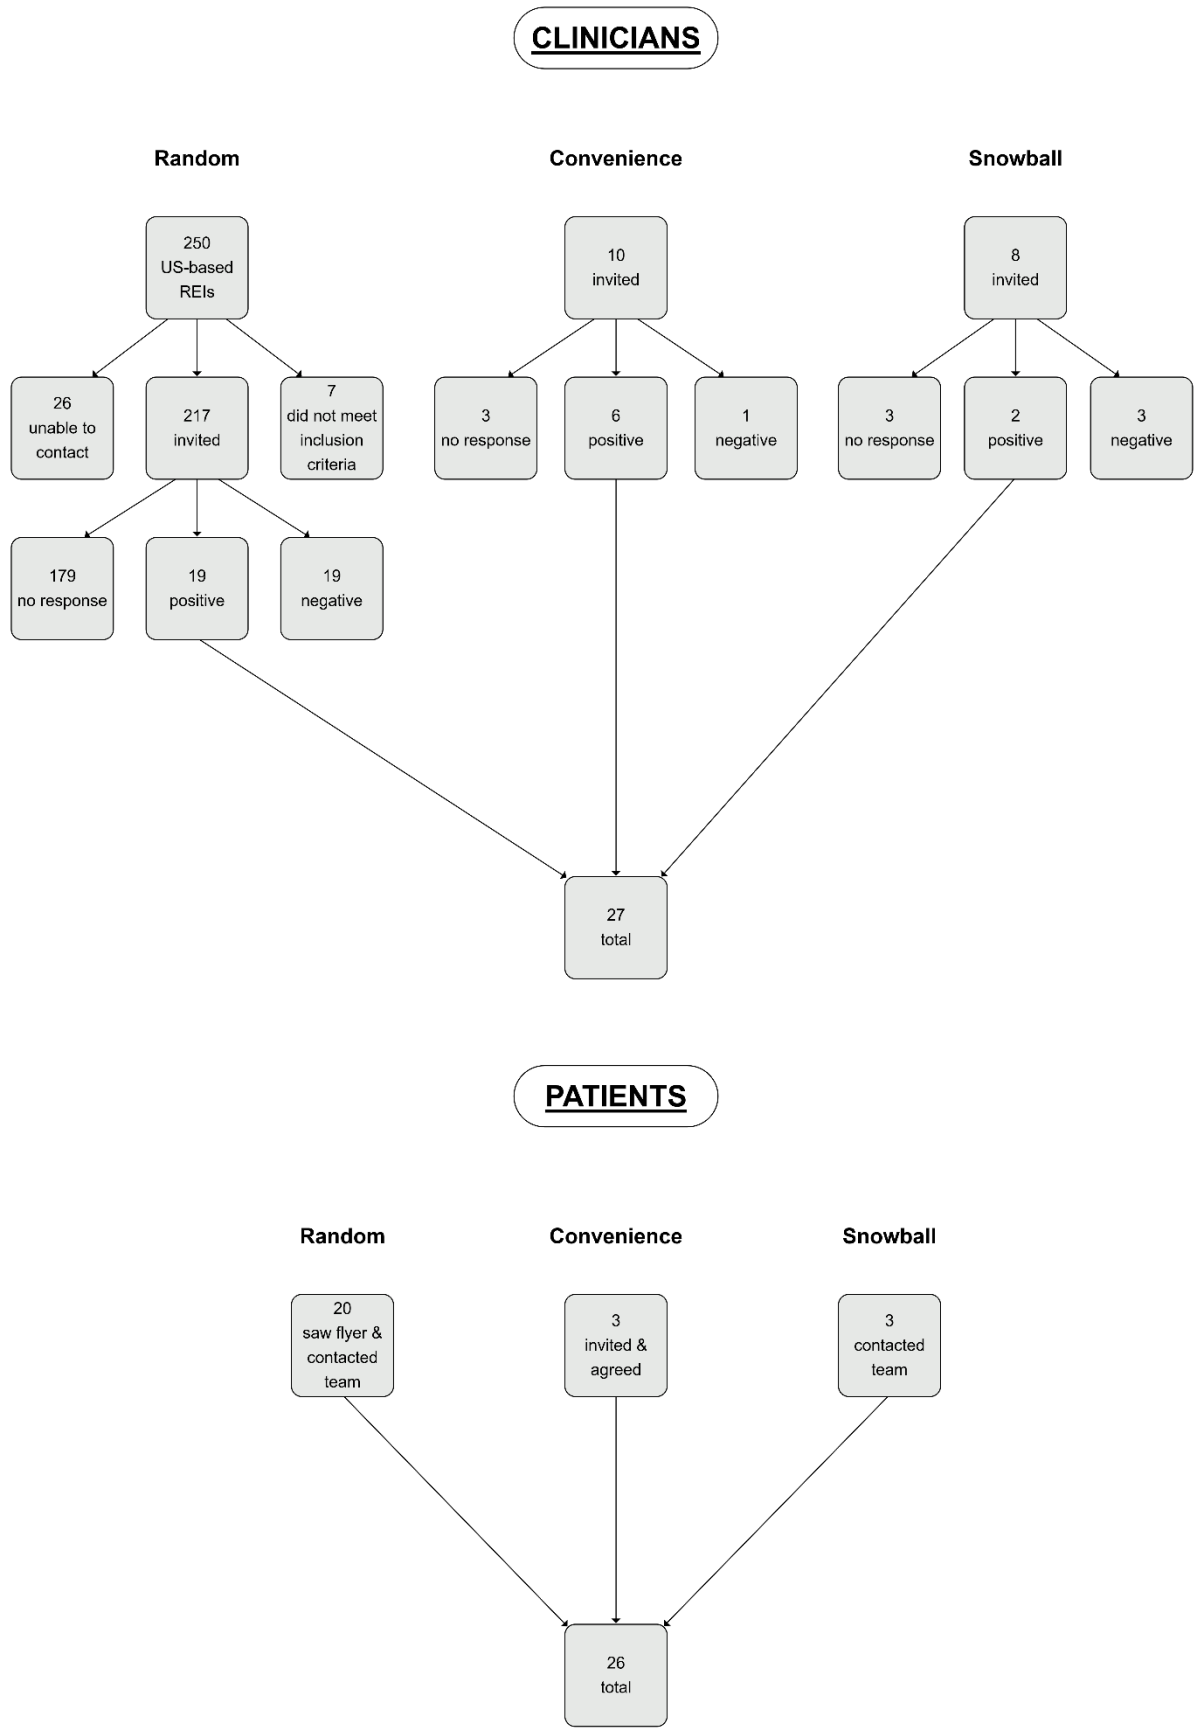 CLINICIANS
Random
Convenience
Snowball
250
US-based
REIs
10
invited
8
invited
26
unable to
contact
217
invited
7
did not meet
inclusion
criteria
3
no response
6
positive
1
negative
3
no response
2
positive
3
negative
179
no response
19
positive
19
negative
27
total
PATIENTS
Random
Convenience
Snowball
20
saw flyer &
contacted
team
3
invited &
agreed
3
contacted
team
26
total